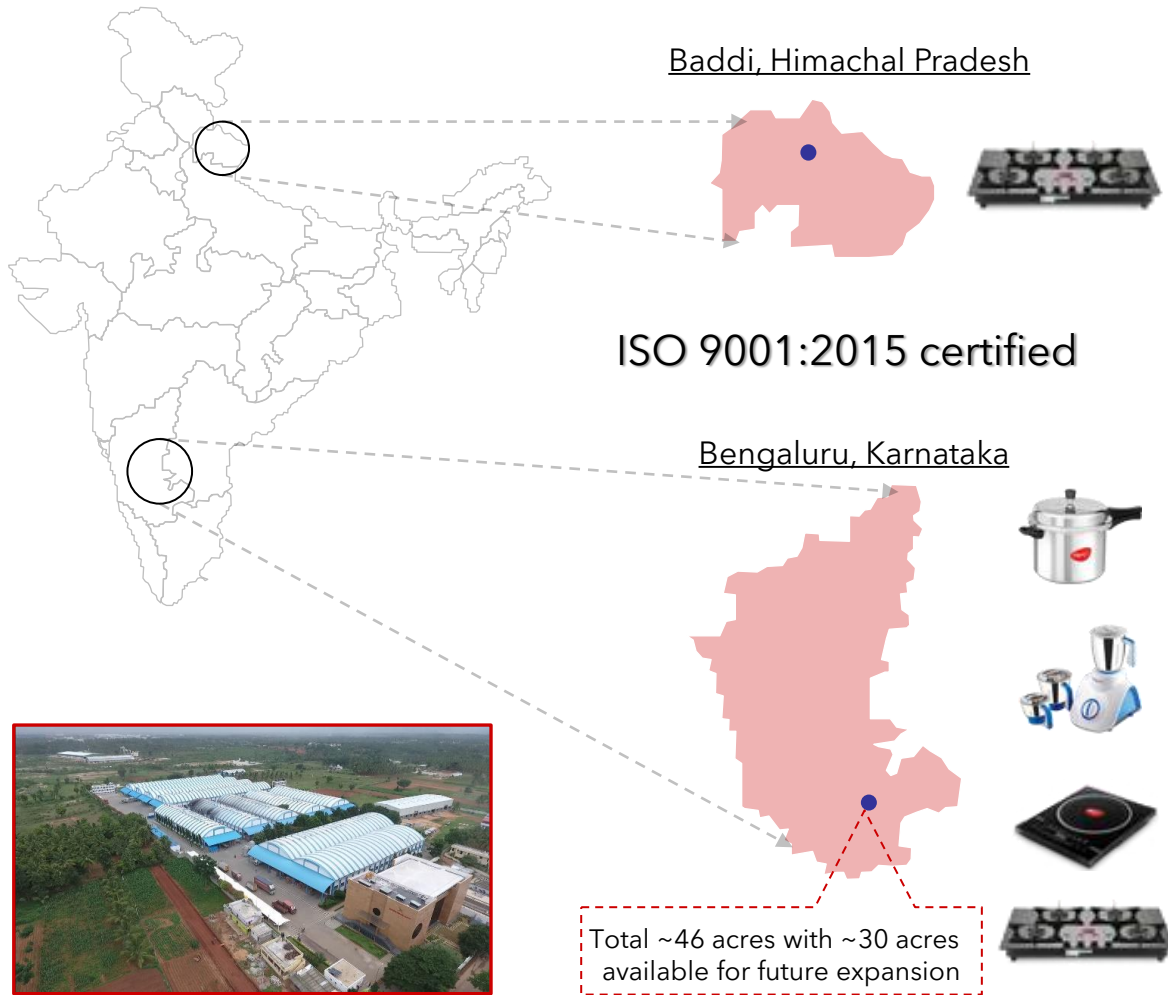 Baddi, Himachal Pradesh
ISO 9001:2015 certified
Bengaluru, Karnataka
Total ~46 acres with ~30 acres
available for future expansion